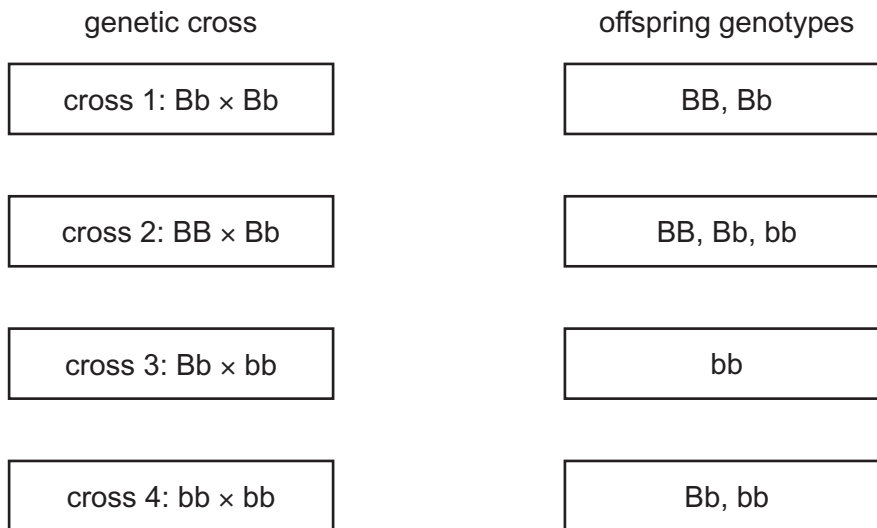 genetic cross
offspring genotypes
cross 1: Bb × Bb
BB, Bb
cross 2: BB × Bb
BB, Bb, bb
cross 3: Bb × bb
bb
cross 4: bb × bb
Bb, bb